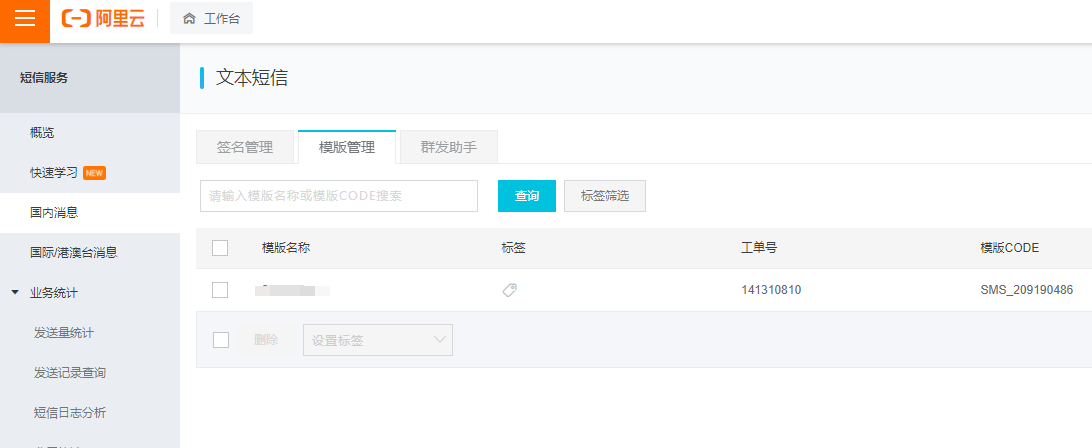 阿里云 工作台
短信服务
文本短信
概览
快速学习 NEW
国内消息
国际/港澳台消息
业务统计
发送量统计
发送记录查询
短信日志分析
签名管理 模版管理 群发助手
请输入模版名称或模版CODE搜索 查询 标签筛选
模版名称 标签 工单号 模版CODE
141310810 SMS_209190486
删除 设置标签